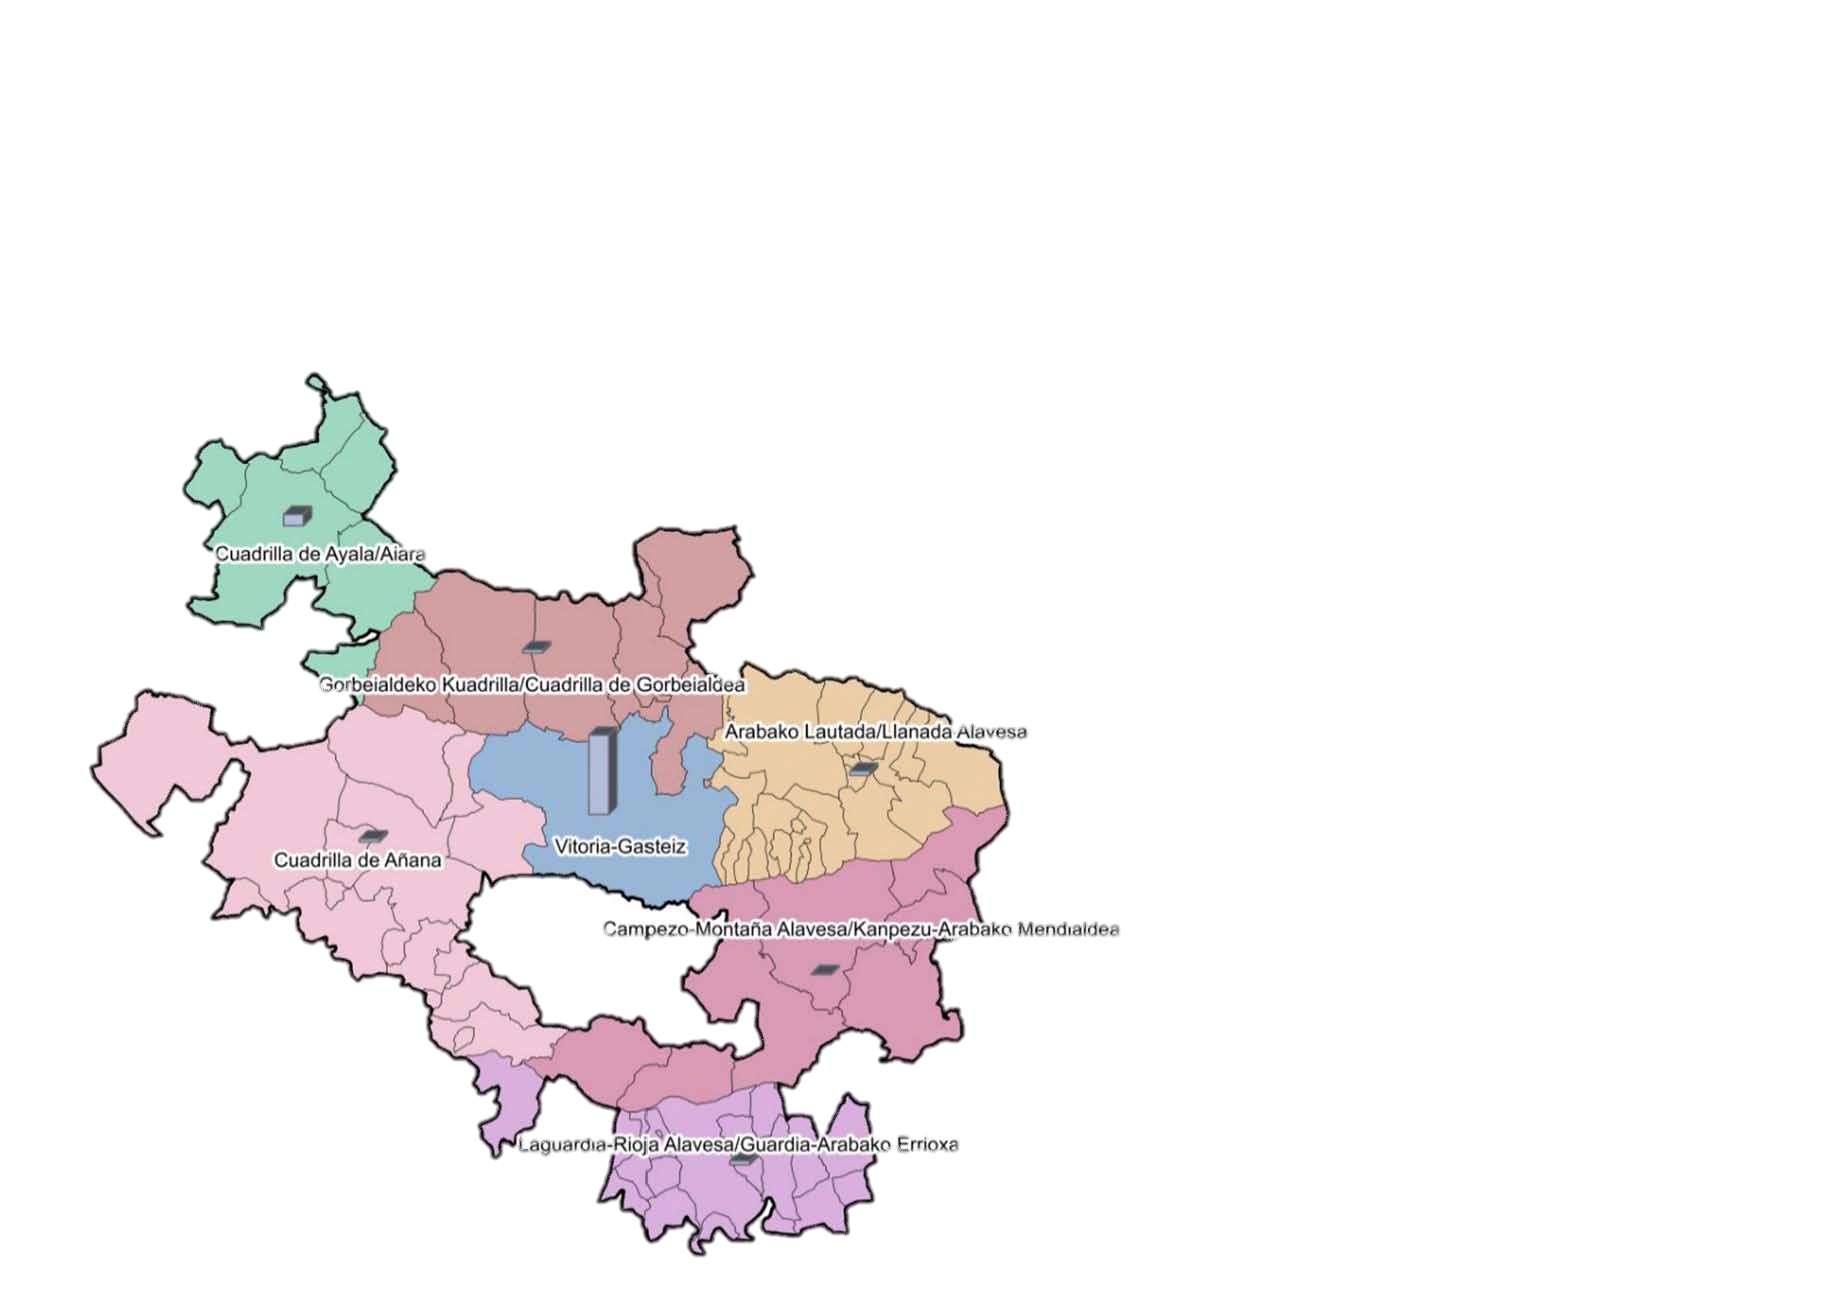 Cuadrilla de Ayala/Aiara
Gorbeialdeko Kuadrilla/Cuadrilla de Gorbeialdea
Arabako Lautada/Llanada Alavesa
Vitoria-Gasteiz
Cuadrilla de Añana
Campezo-Montaña Alavesa/Kanpezu-Arabako Mendialdea
Laguardia-Rioja Alavesa/Guardia-Arabako Errioxa